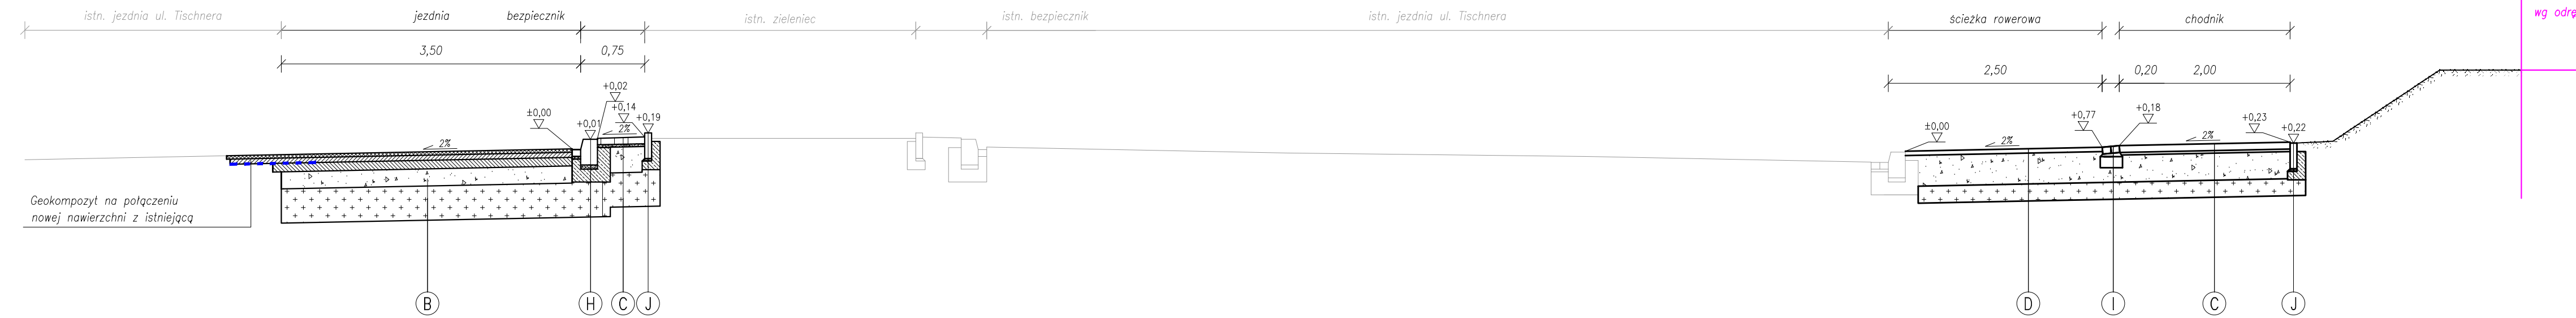 istn. jezdnia ul. Tischnera jezdnia bezpiecznik istn. zieleniec istn. bezpiecznik istn. jezdnia ul. Tischnera ścieżka rowerowa chodnik wg odrę
3,50 0,75
2,50 0,20 2,00
+0,02
±0,00 +0,01 +0,14 +0,19
2% 2%
±0,00 +0,77 +0,18 +0,23 +0,22
2% 2%
Geokompozyt na połączeniu
nowej nawierzchni z istniejącą
B H C J D I C J